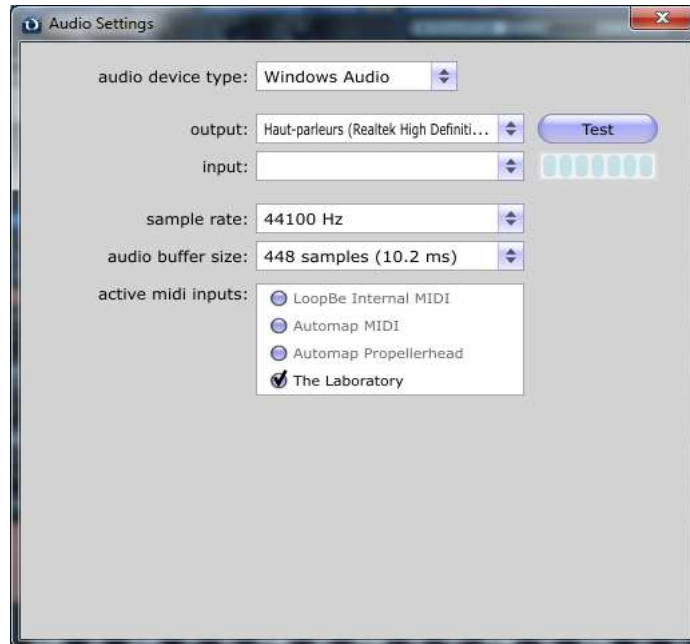 Audio Settings
audio device type: Windows Audio
output: Haut-parleurs (Realtek High Definiti... Test
input:
sample rate: 44100 Hz
audio buffer size: 448 samples (10.2 ms)
active midi inputs: LoopBe Internal MIDI
Automap MIDI
Automap Propellerhead
The Laboratory